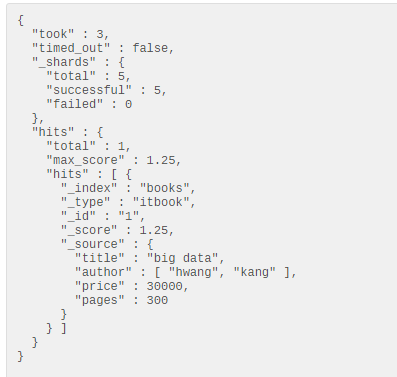 {
  "took" : 3,
  "timed_out" : false,
  "_shards" : {
    "total" : 5,
    "successful" : 5,
    "failed" : 0
  },
  "hits" : {
    "total" : 1,
    "max_score" : 1.25,
    "hits" : [ {
      "_index" : "books",
      "_type" : "itbook",
      "_id" : "1",
      "_score" : 1.25,
      "_source" : {
        "title" : "big data",
        "author" : [ "hwang", "kang" ],
        "price" : 30000,
        "pages" : 300
      }
    } ]
  }
}